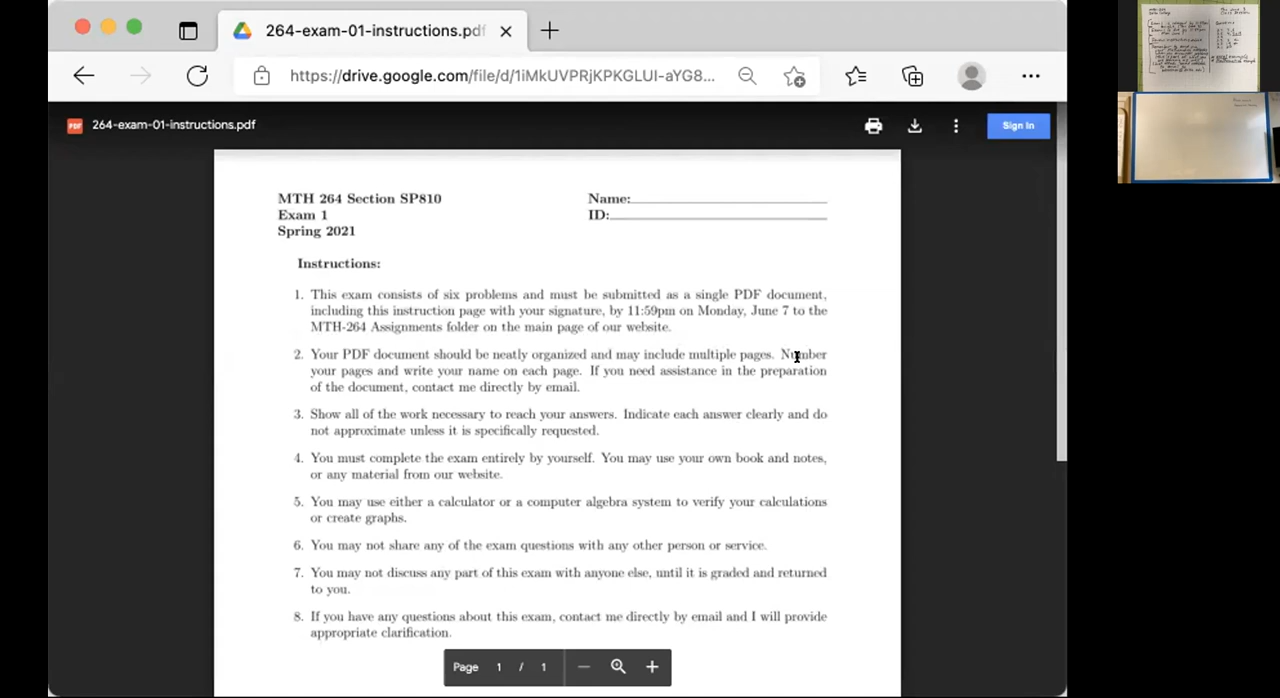 264-exam-01-instructions.pdf
https://drive.google.com/file/d/1iMkUVPRjKPKGLUI-aYG8...
PDF 264-exam-01-instructions.pdf
Sign In
MTH 264 Section SP810
Name:
Exam 1
ID:
Spring 2021
Instructions:
1. This exam consists of six problems and must be submitted as a single PDF document,
including this instruction page with your signature, by 11:59pm on Monday, June 7 to the
MTH-264 Assignments folder on the main page of our website.
2. Your PDF document should be neatly organized and may include multiple pages. Number
your pages and write your name on each page. If you need assistance in the preparation
of the document, contact me directly by email.
3. Show all of the work necessary to reach your answers. Indicate each answer clearly and do
not approximate unless it is specifically requested.
4. You must complete the exam entirely by yourself. You may use your own book and notes,
or any material from our website.
5. You may use either a calculator or a computer algebra system to verify your calculations
or create graphs.
6. You may not share any of the exam questions with any other person or service.
7. You may not discuss any part of this exam with anyone else, until it is graded and returned
to you.
8. If you have any questions about this exam, contact me directly by email and I will provide
appropriate clarification.
Page 1 / 1